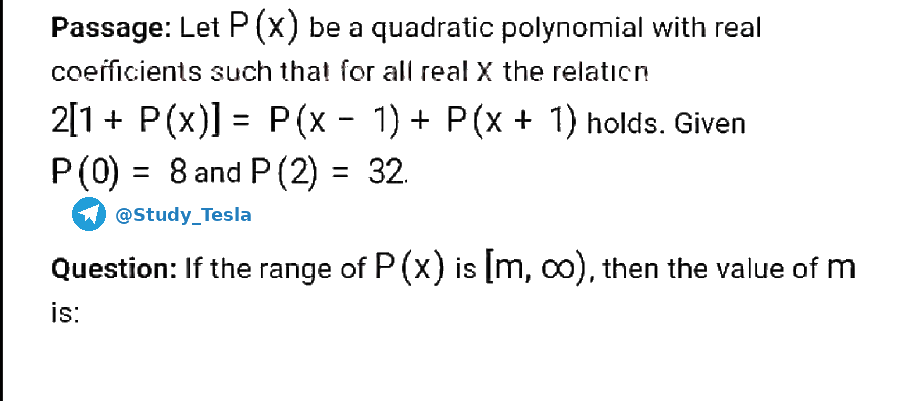 Passage: Let P(x) be a quadratic polynomial with real
coefficients such that for all real x the relation
2[1 + P(x)] = P(x − 1) + P(x + 1) holds. Given
P(0) = 8 and P(2) = 32.
@Study_Tesla
Question: If the range of P(x) is [m, ∞), then the value of m
is: